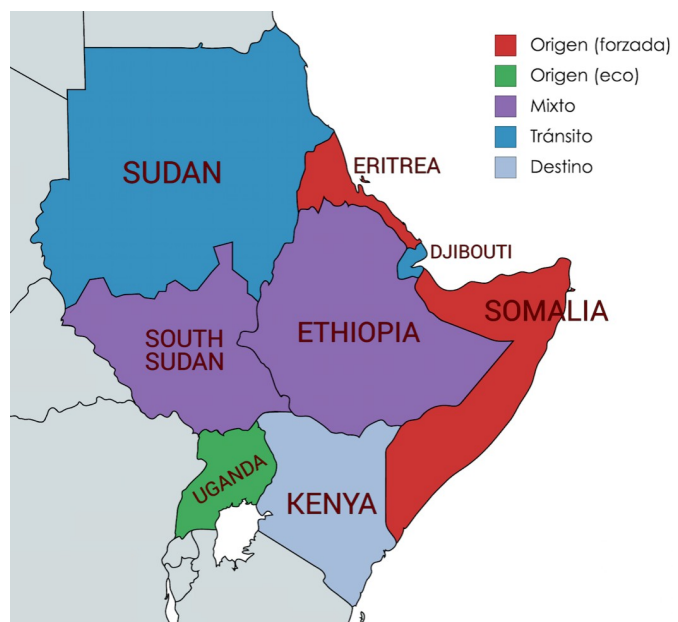 Origen (forzada)
Origen (eco)
Mixto
Tránsito
Destino
SUDAN
ERITREA
DJIBOUTI
SOMALIA
ETHIOPIA
SOUTH
SUDAN
UGANDA
KENYA